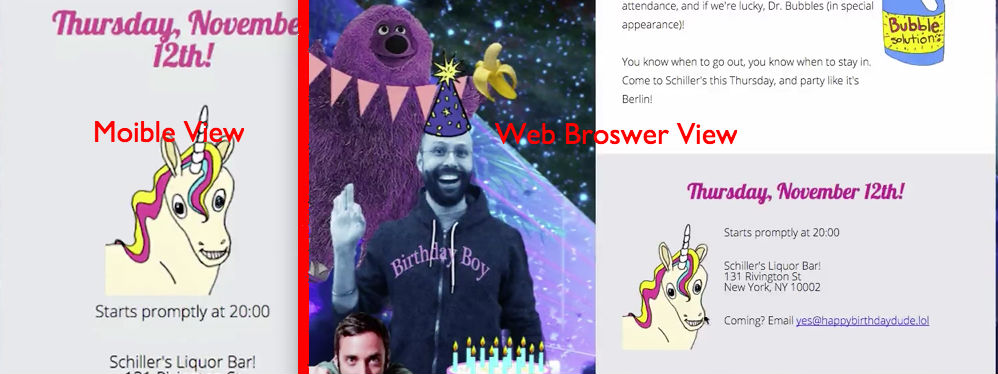 Thursday, Novembe
12th!
Moible View
Starts promptly at 20:00
Schiller's Liquor Bar!
Birthday Boy
Web Broswer View
attendance, and if we're lucky, Dr. Bubbles (in special
appearance)!
You know when to go out, you know when to stay in.
Come to Schiller's this Thursday, and party like it's
Berlin!
Bubble
solution
Thursday, November 12th!
Starts promptly at 20:00
Schiller's Liquor Bar!
131 Rivington St
New York, NY 10002
Coming? Email yes@happybirthdaydude.lol